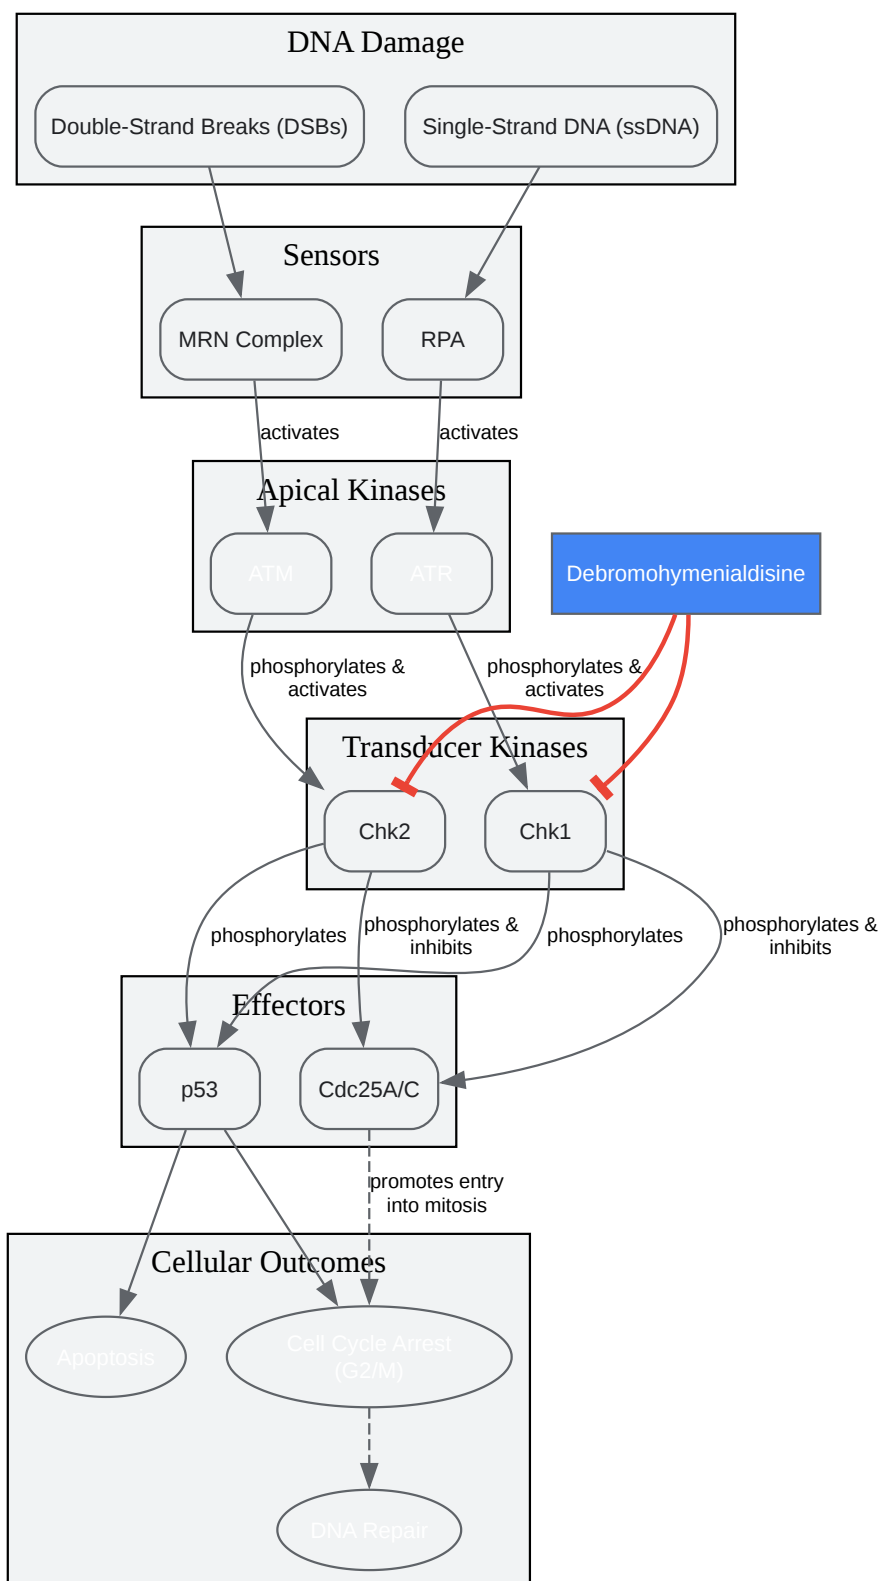 DNA Damage
Double-Strand Breaks (DSBs)
Single-Strand DNA (ssDNA)
Sensors
MRN Complex
RPA
activates
activates
Apical Kinases
ATM
ATR
Debromohymenialdisine
phosphorylates &
activates
phosphorylates &
activates
Transducer Kinases
Chk2
Chk1
phosphorylates
phosphorylates &
inhibits
phosphorylates
phosphorylates &
inhibits
Effectors
p53
Cdc25A/C
promotes entry
into mitosis
Cellular Outcomes
Apoptosis
Cell Cycle Arrest
(G2/M)
DNA Repair